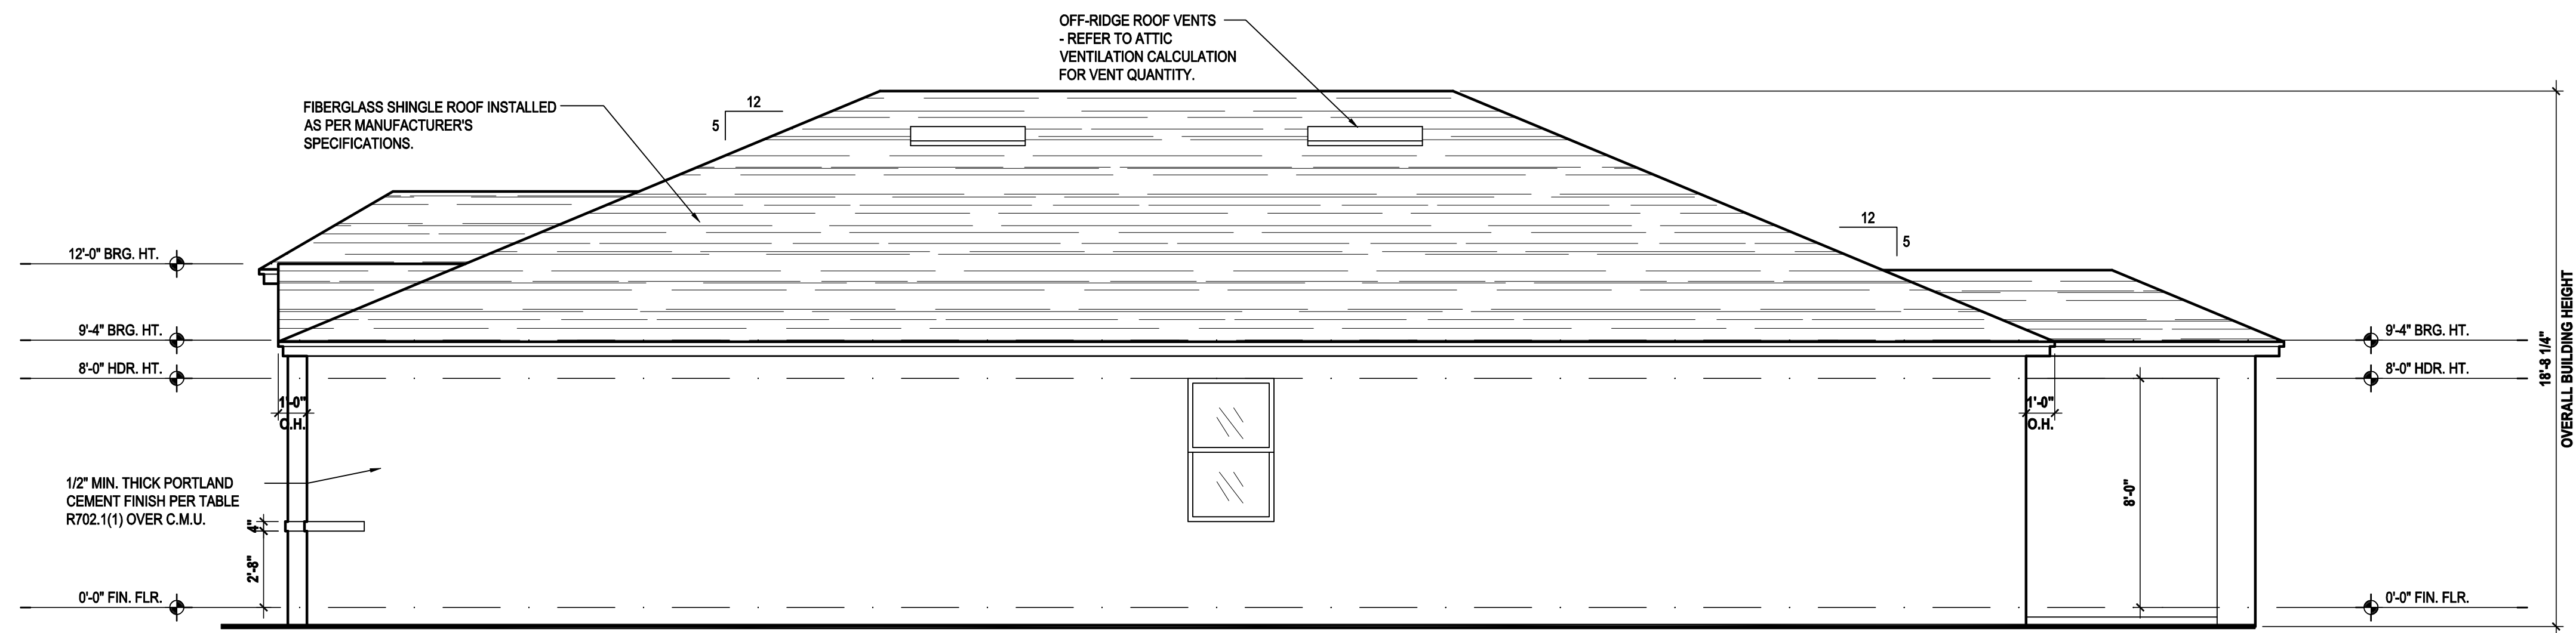 OFF-RIDGE ROOF VENTS
- REFER TO ATTIC
VENTILATION CALCULATION
FOR VENT QUANTITY.
FIBERGLASS SHINGLE ROOF INSTALLED
AS PER MANUFACTURER'S
SPECIFICATIONS.
12
5
12
5
12'-0" BRG. HT.
9'-4" BRG. HT.
8'-0" HDR. HT.
1'-0"
O.H.
1/2" MIN. THICK PORTLAND
CEMENT FINISH PER TABLE
R702.1(1) OVER C.M.U.
4"
2'-8"
0'-0" FIN. FLR.
1'-0"
O.H.
8'-0"
9'-4" BRG. HT.
8'-0" HDR. HT.
0'-0" FIN. FLR.
18'-8 1/4"
OVERALL BUILDING HEIGHT